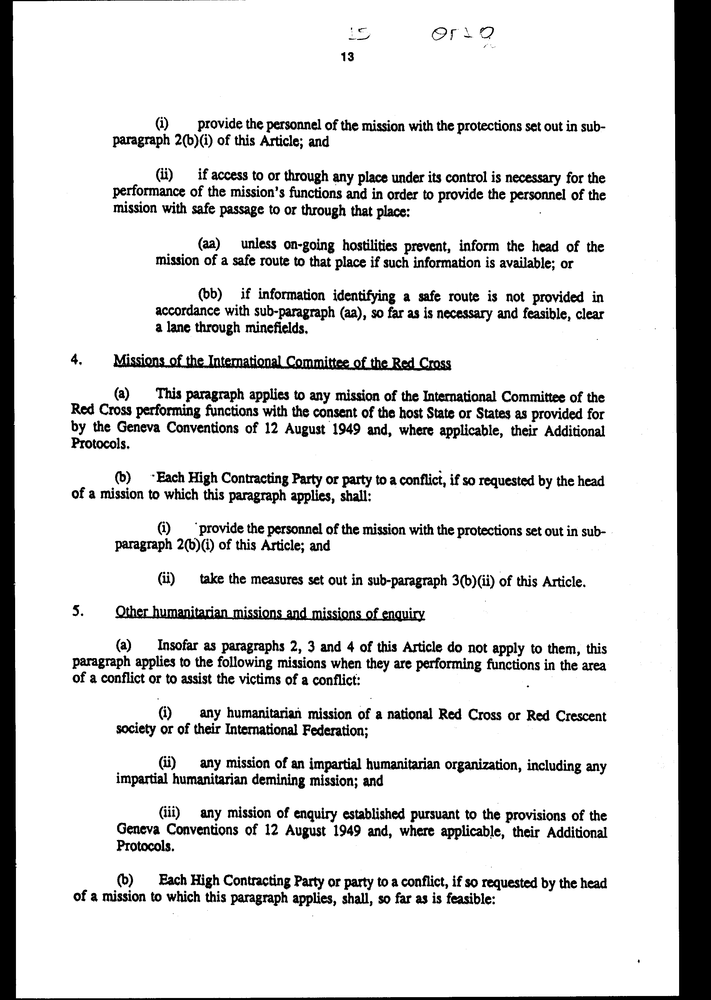 15
13
(i) provide the personnel of the mission with the protections set out in sub-
paragraph 2(b)(i) of this Article; and
(ii) if access to or through any place under its control is necessary for the
performance of the mission's functions and in order to provide the personnel of the
mission with safe passage to or through that place:
(aa) unless on-going hostilities prevent, inform the head of the
mission of a safe route to that place if such information is available; or
(bb) if information identifying a safe route is not provided in
accordance with sub-paragraph (aa), so far as is necessary and feasible, clear
a lane through minefields.
4. Missions of the International Committee of the Red Cross
(a) This paragraph applies to any mission of the International Committee of the
Red Cross performing functions with the consent of the host State or States as provided for
by the Geneva Conventions of 12 August 1949 and, where applicable, their Additional
Protocols.
(b) Each High Contracting Party or party to a conflict, if so requested by the head
of a mission to which this paragraph applies, shall:
(i) provide the personnel of the mission with the protections set out in sub-
paragraph 2(b)(i) of this Article; and
(ii) take the measures set out in sub-paragraph 3(b)(ii) of this Article.
5. Other humanitarian missions and missions of enquiry
(a) Insofar as paragraphs 2, 3 and 4 of this Article do not apply to them, this
paragraph applies to the following missions when they are performing functions in the area
of a conflict or to assist the victims of a conflict:
(i) any humanitarian mission of a national Red Cross or Red Crescent
society or of their International Federation;
(ii) any mission of an impartial humanitarian organization, including any
impartial humanitarian demining mission; and
(iii) any mission of enquiry established pursuant to the provisions of the
Geneva Conventions of 12 August 1949 and, where applicable, their Additional
Protocols.
(b) Each High Contracting Party or party to a conflict, if so requested by the head
of a mission to which this paragraph applies, shall, so far as is feasible: